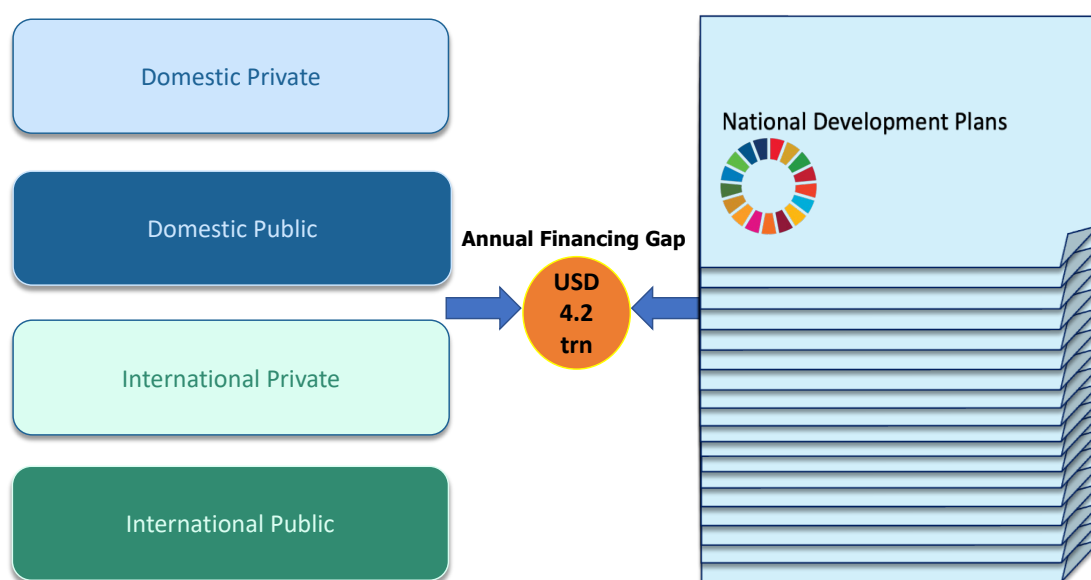 Domestic Private
Domestic Public
International Private
International Public
Annual Financing Gap
USD
4.2
trn
National Development Plans